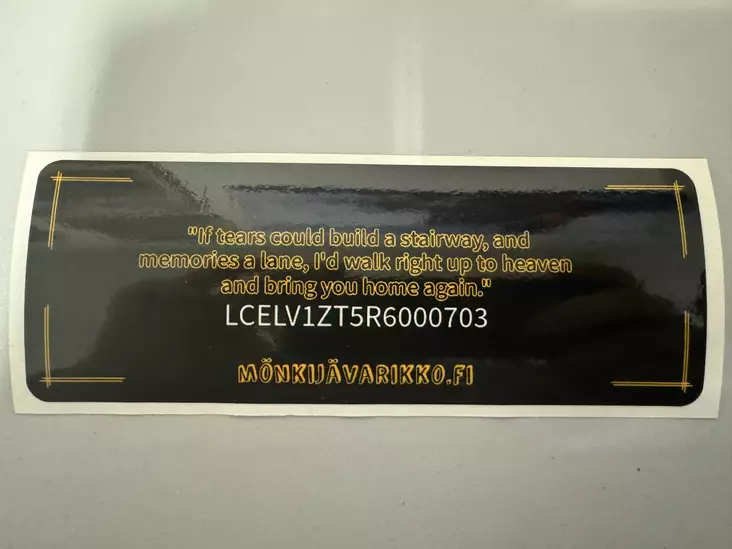 "If tears could build a stairway, and
memories a lane, I'd walk right up to heaven
and bring you home again."
LCELV1ZT5R6000703
MÖNKIJÄVARIKKO.FI